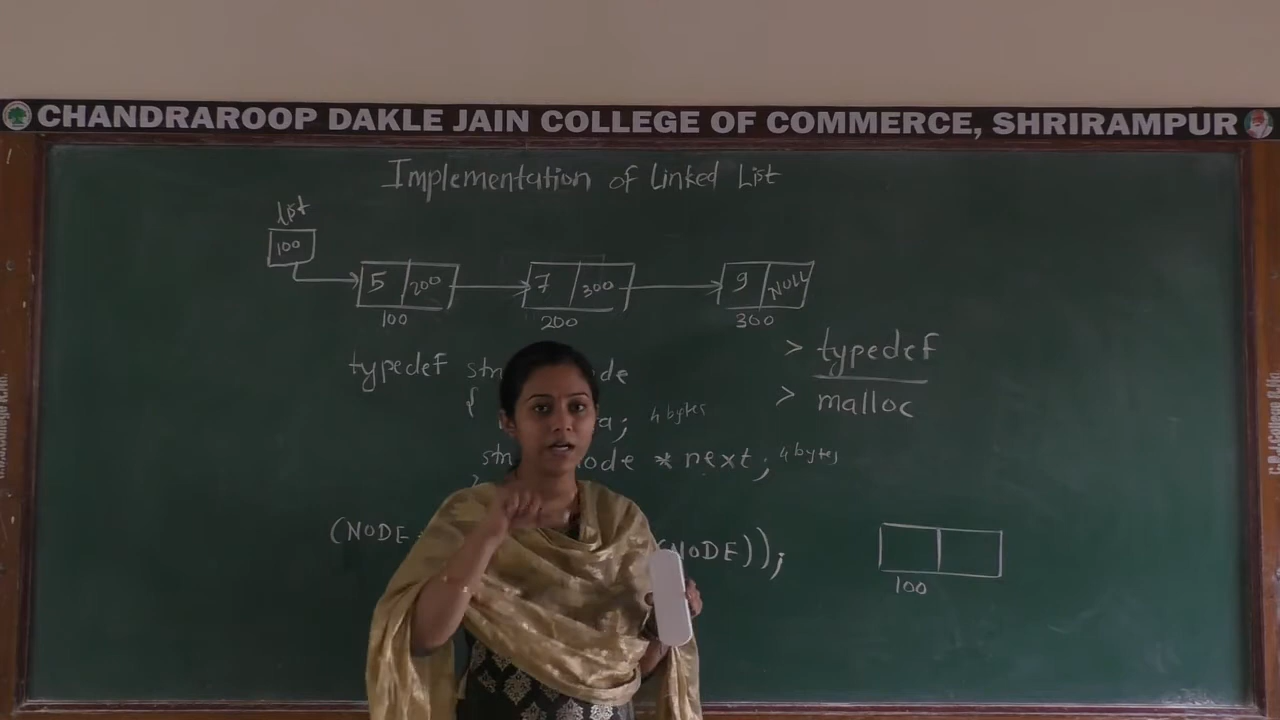 CHANDRAROOP DAKLE JAIN COLLEGE OF COMMERCE, SHRIRAMPUR
Implementation of Linked List
list
100
5 200
7 300
9 NULL
100
200
300
> typedef
> malloc
typedef
{
a; 4 bytes
* next; 4 bytes
(NODE
(NODE));
100